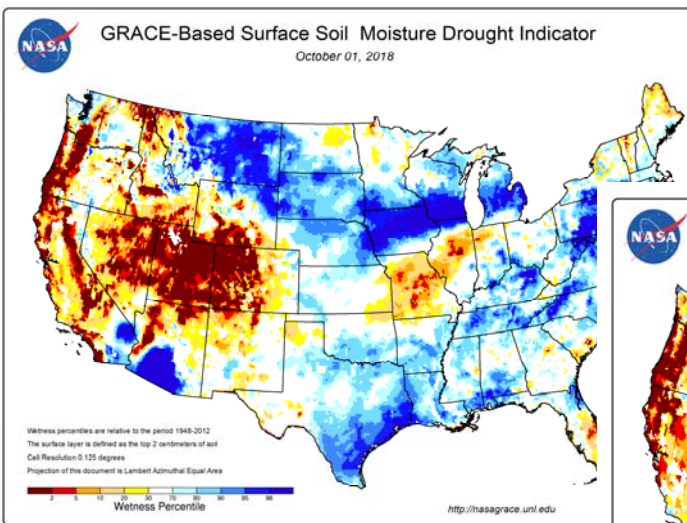 NASA
GRACE-Based Surface Soil Moisture Drought Indicator
October 01, 2018
NASA
Wetness percentiles are relative to the period 1948-2012
The surface layer is defined as the top 2 centimeters of soil
Cell Resolution 0.125 degrees
Projection of this document is Lambert Azimuthal Equal Area
2 5 10 20 30 70 80 90 95 98
Wetness Percentile
http://nasagrace.unl.edu